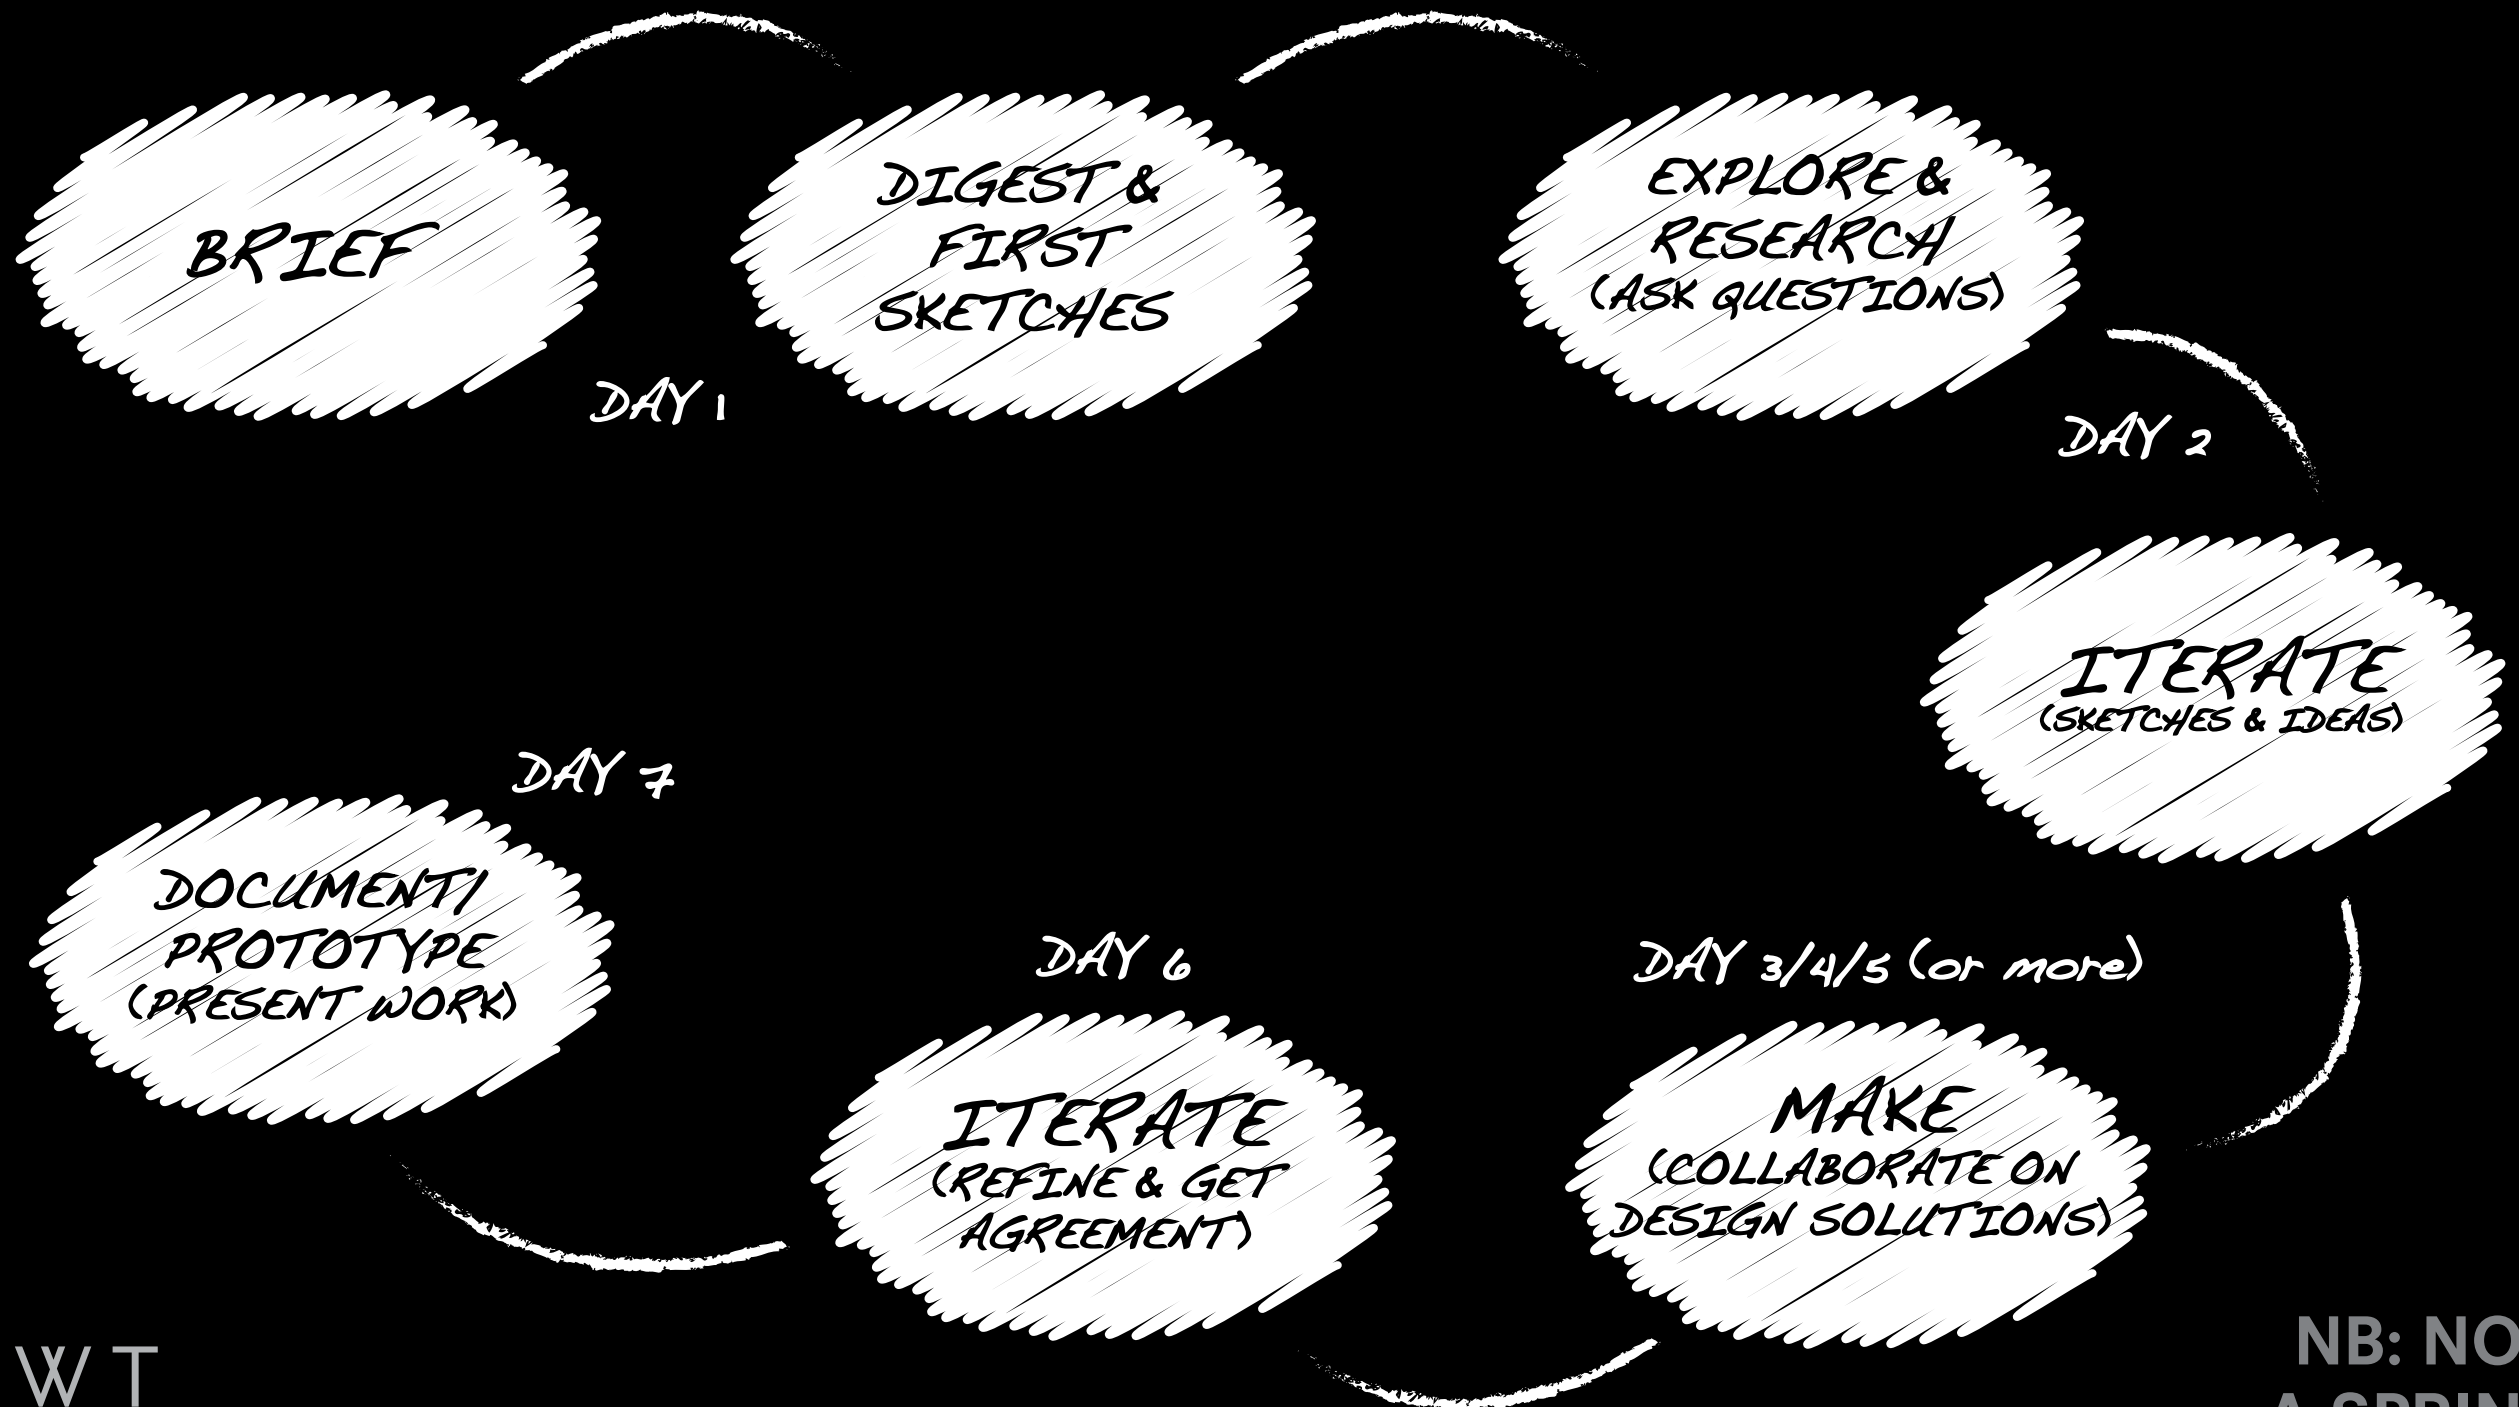 BRIEF
DIGEST &
FIRST
SKETCHES
DAY 1
EXPLORE &
RESEARCH
(ASK QUESTIONS)
DAY 2
ITERATE
(SKETCHES & IDEAS)
DAY 3/4/5 (or more)
MAKE
(COLLABORATE ON
DESIGN SOLUTIONS)
DAY 6
ITERATE
(REFINE & GET
AGREEMENT)
DAY 7
DOCUMENT/
PROTOTYPE
(PRESENT WORK)
W T
NB: NO